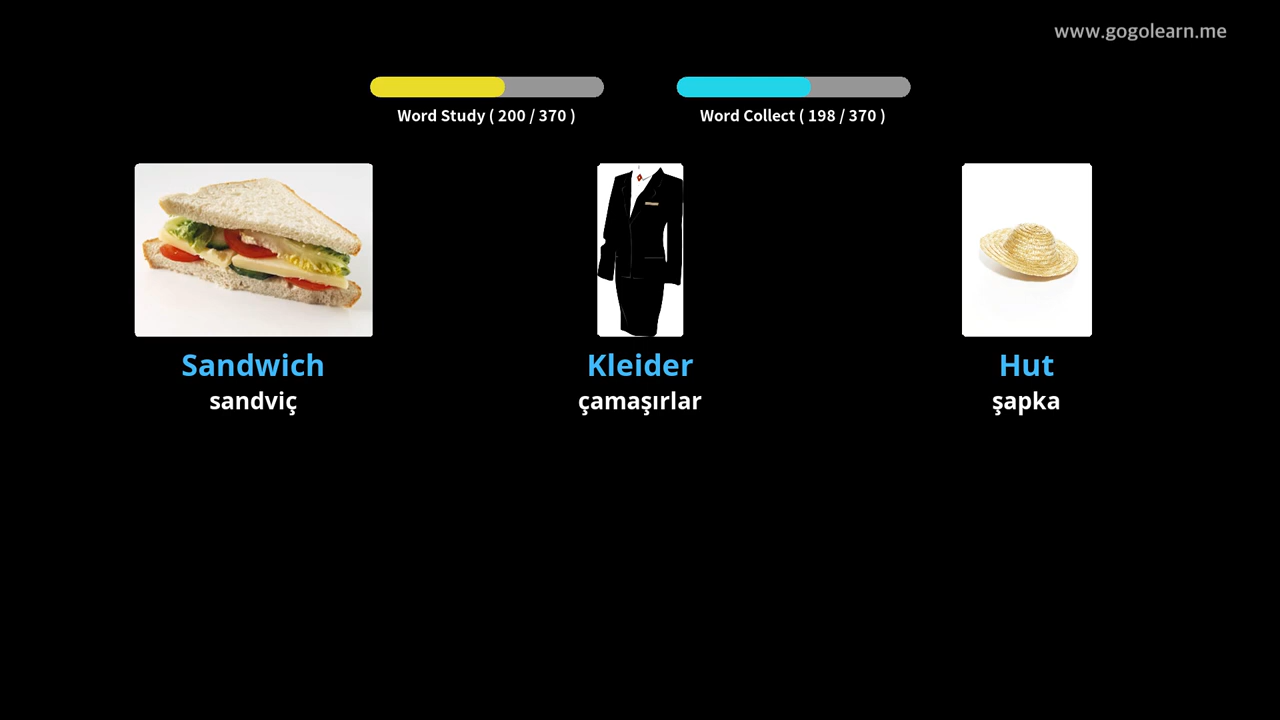 www.gogolearn.me
Word Study ( 200 / 370 )
Word Collect ( 198 / 370 )
Sandwich
sandviç
Kleider
çamaşırlar
Hut
şapka